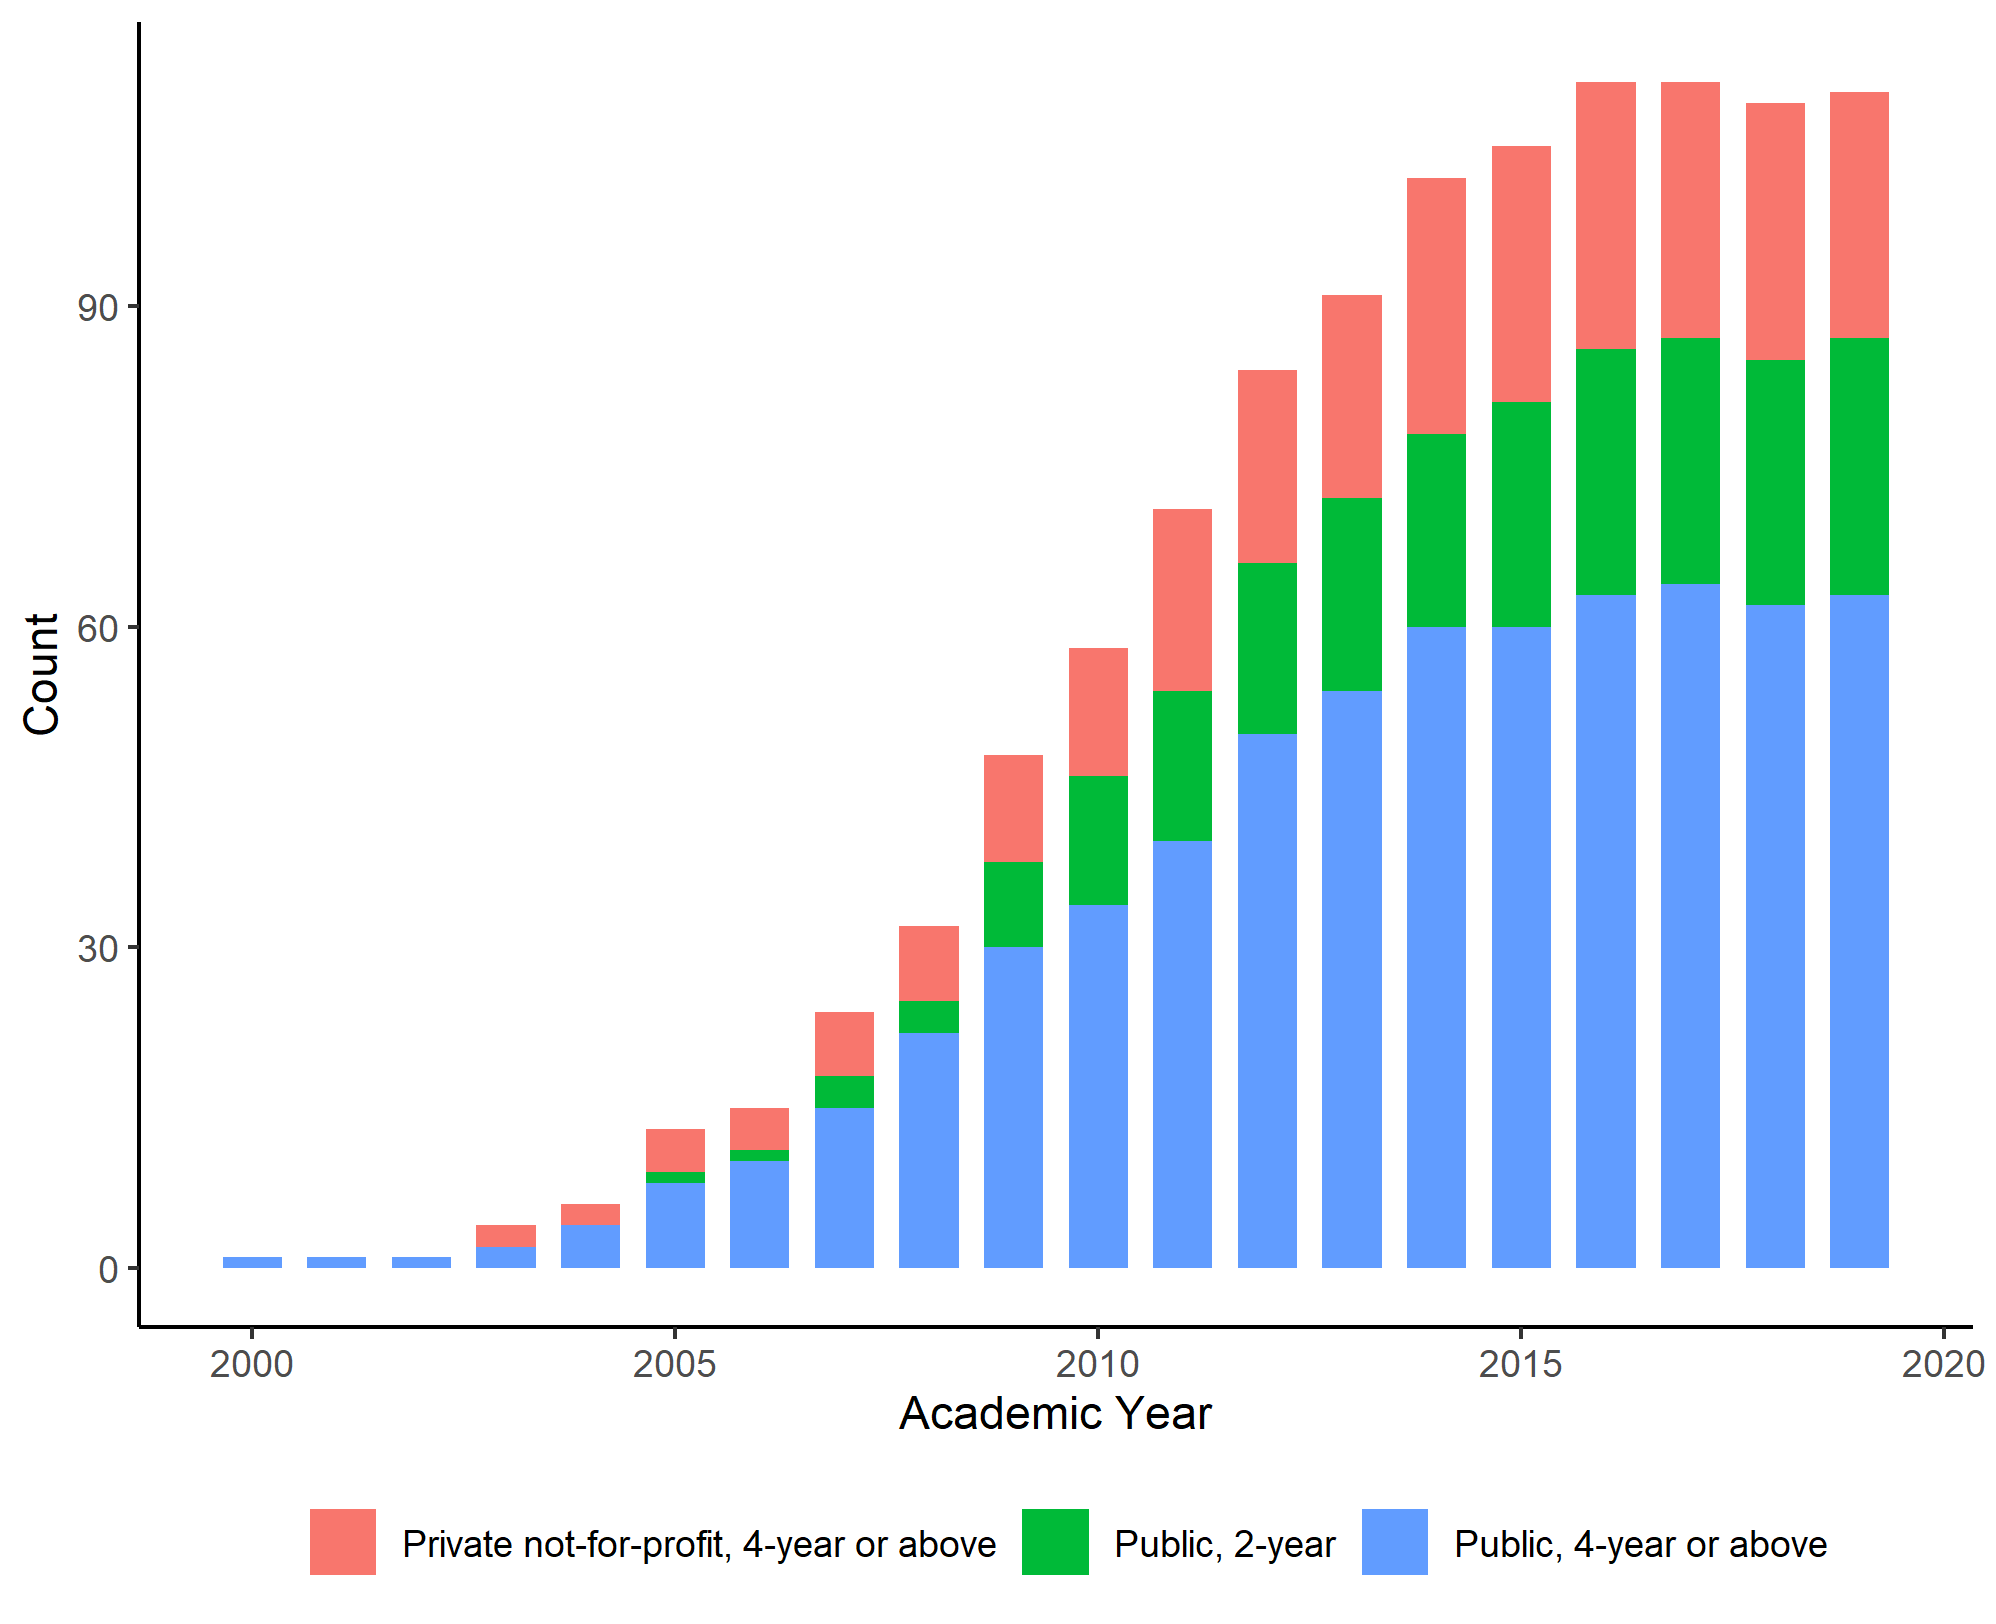 90
60
30
0
Count
2000 2005 2010 2015 2020
Academic Year
Private not-for-profit, 4-year or above Public, 2-year Public, 4-year or above